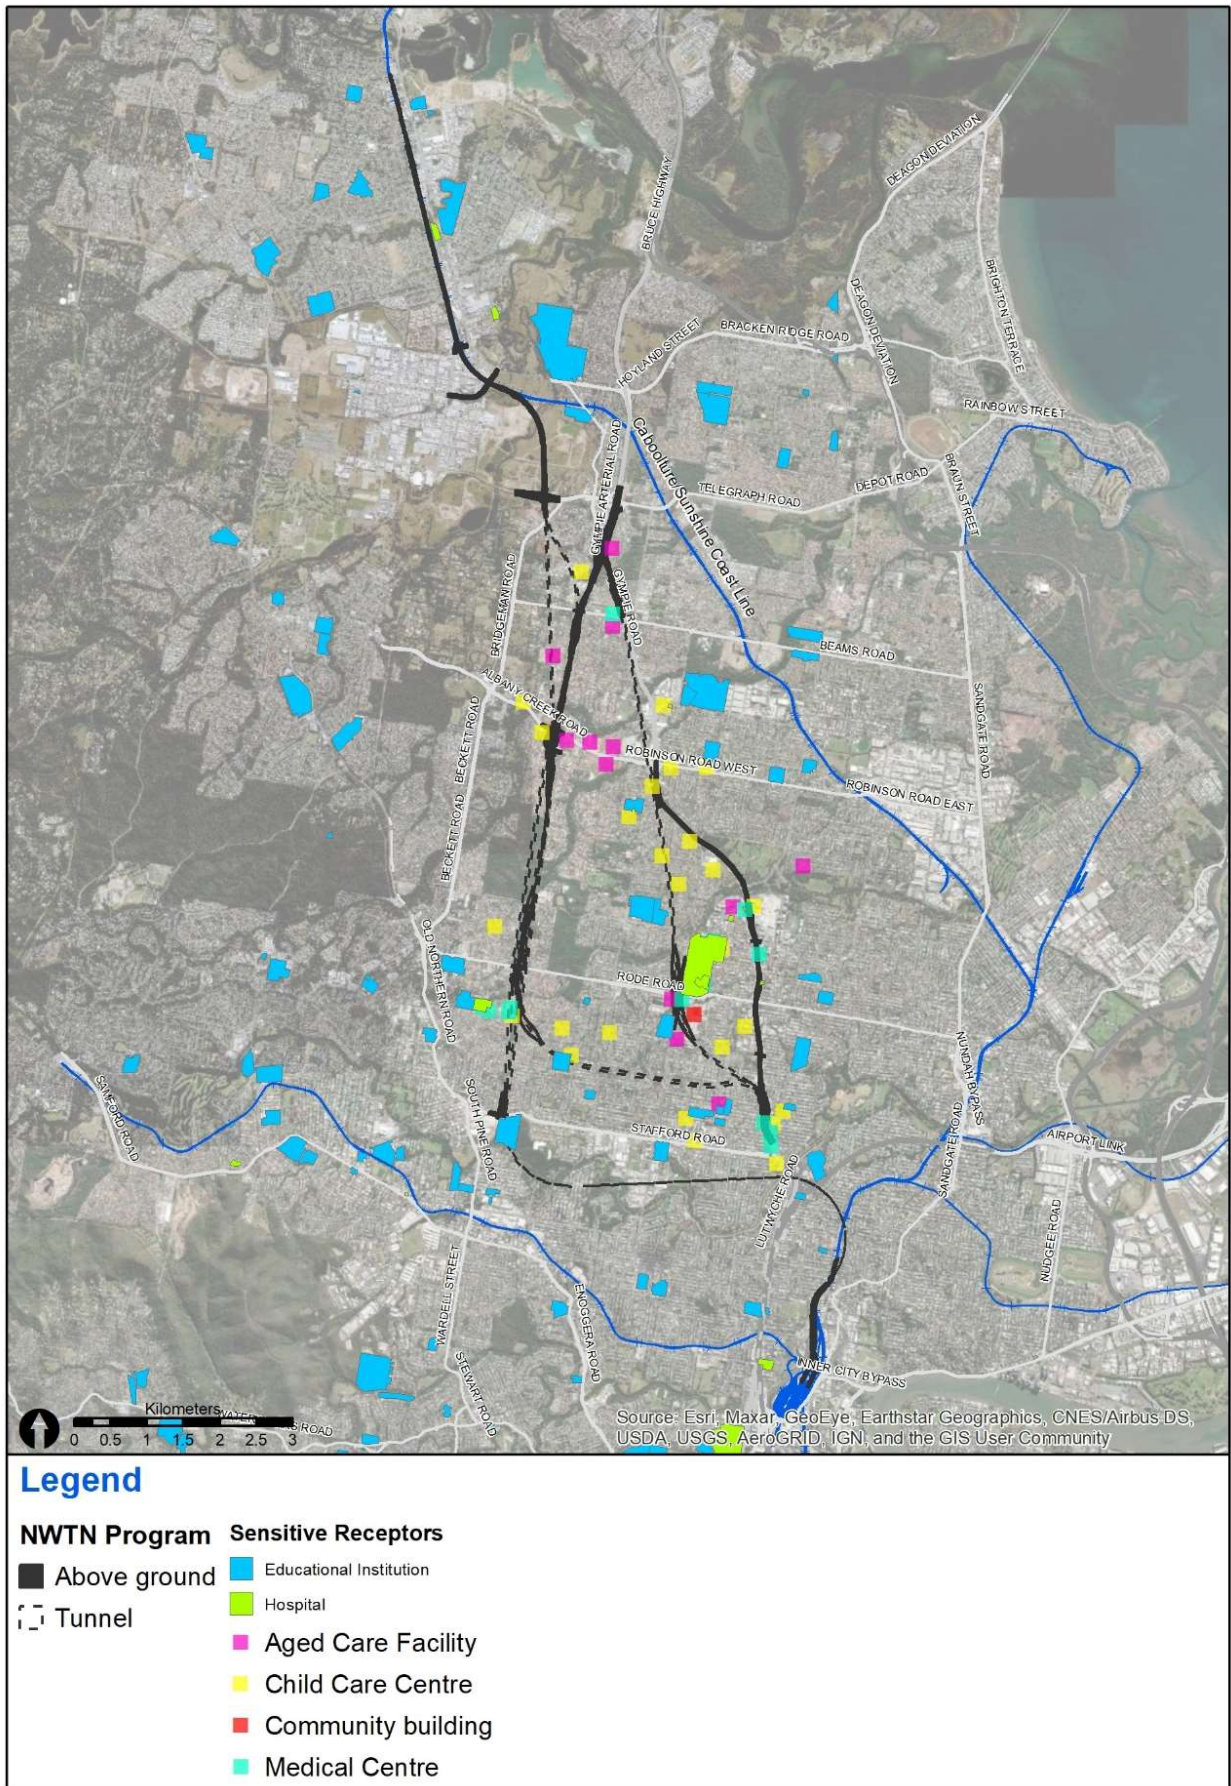 DEAGON DEVIATION
BRUCE HIGHWAY
BRIGHTON TERRACE
DEAGON DEVIATION
BRACKEN RIDGE ROAD
HOYLAND STREET
RAINBOW STREET
GYMPIE ARTERIAL ROAD
Caboolture/Sunshine Coast Line
BRAUN STREET
DEPOT ROAD
TELEGRAPH ROAD
BRIDGEMAN ROAD
GYMPIE ROAD
BEAMS ROAD
ALBANY CREEK ROAD
SANDGATE ROAD
BECKETT ROAD
BECKETT ROAD
ROBINSON ROAD WEST
ROBINSON ROAD EAST
OLD NORTHERN ROAD
RODE ROAD
NUNDAH BYPASS
SAMFORD ROAD
SOUTH PINE ROAD
STAFFORD ROAD
SANDGATE ROAD
AIRPORT LINK
LUTWYCHE ROAD
NUDGEE ROAD
WARDELL STREET
ENOGGERA ROAD
STEWART ROAD
INNER CITY BYPASS
Kilometers
ROAD
0 0.5 1 1.5 2 2.5 3
Source: Esri, Maxar, GeoEye, Earthstar Geographics, CNES/Airbus DS,
USDA, USGS, AeroGRID, IGN, and the GIS User Community
Legend
NWTN Program
Above ground
Tunnel
Sensitive Receptors
Educational Institution
Hospital
Aged Care Facility
Child Care Centre
Community building
Medical Centre